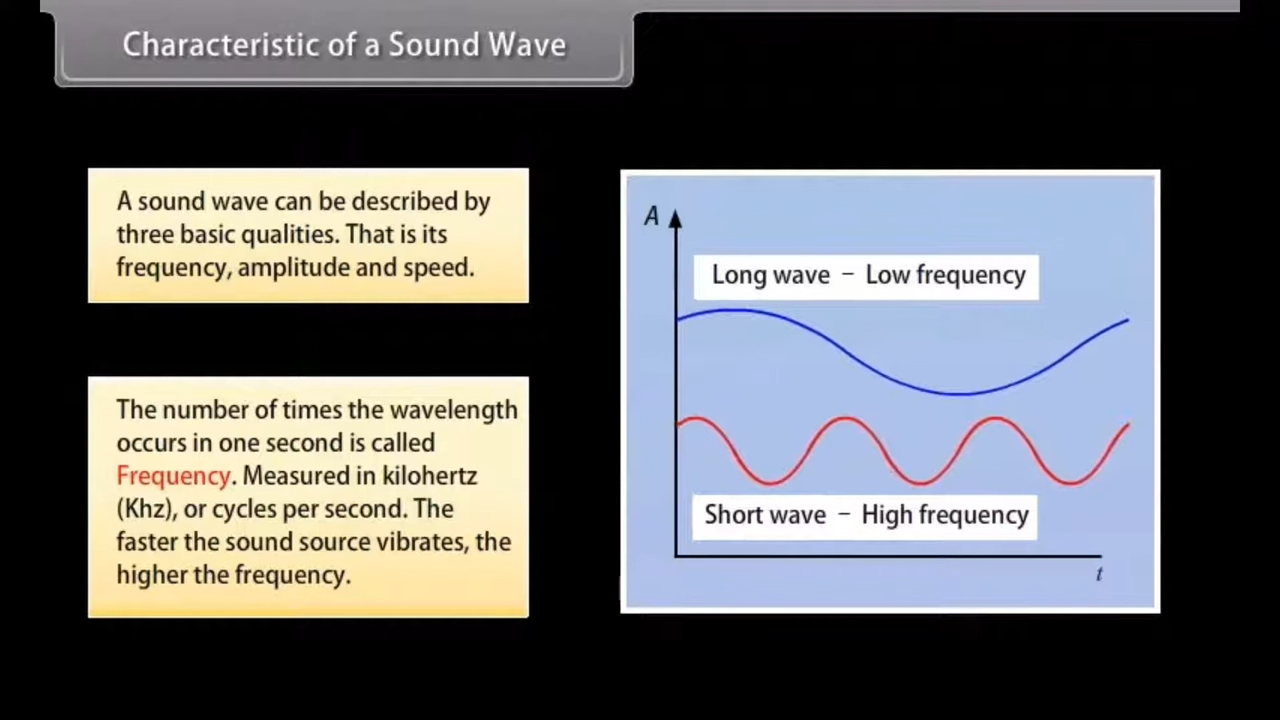 Characteristic of a Sound Wave
A sound wave can be described by
three basic qualities. That is its
frequency, amplitude and speed.
The number of times the wavelength
occurs in one second is called
Frequency. Measured in kilohertz
(Khz), or cycles per second. The
faster the sound source vibrates, the
higher the frequency.
A
Long wave – Low frequency
Short wave – High frequency
t